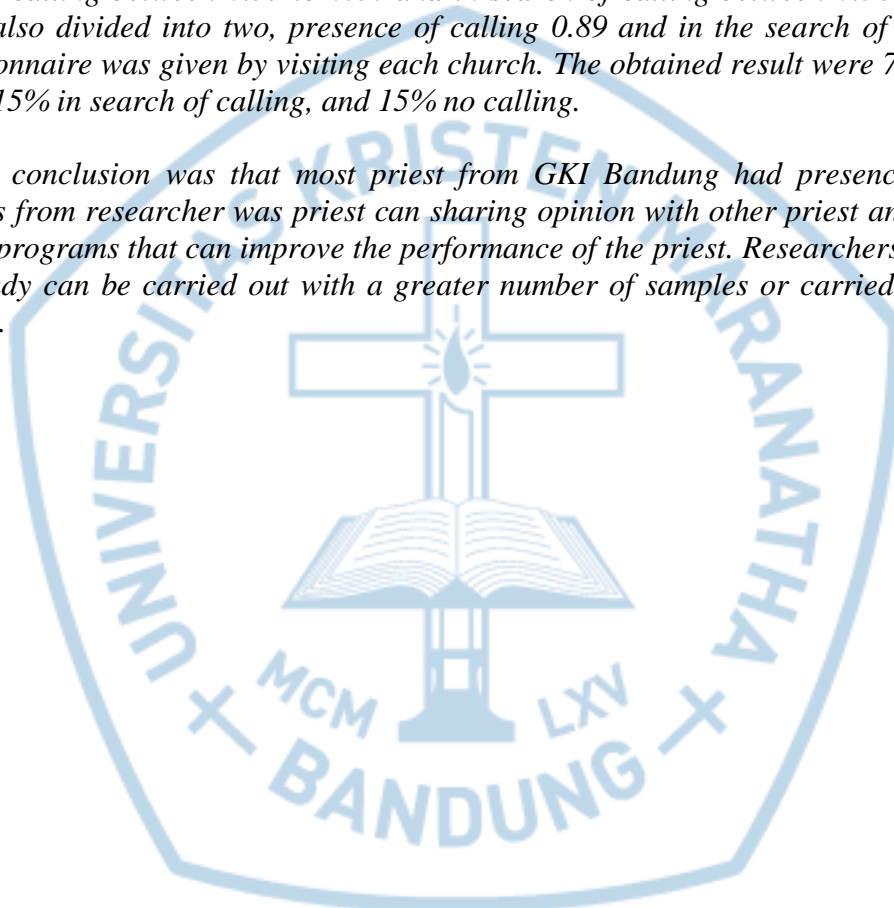 also divided into two, presence of calling 0.89 and in the search of
onnaire was given by visiting each church. The obtained result were 7
15% in search of calling, and 15% no calling.
conclusion was that most priest from GKI Bandung had presenc
s from researcher was priest can sharing opinion with other priest an
programs that can improve the performance of the priest. Researchers
dy can be carried out with a greater number of samples or carried
.
UNIVERSITAS KRISTEN MARANATHA
MCM LXV
BANDUNG